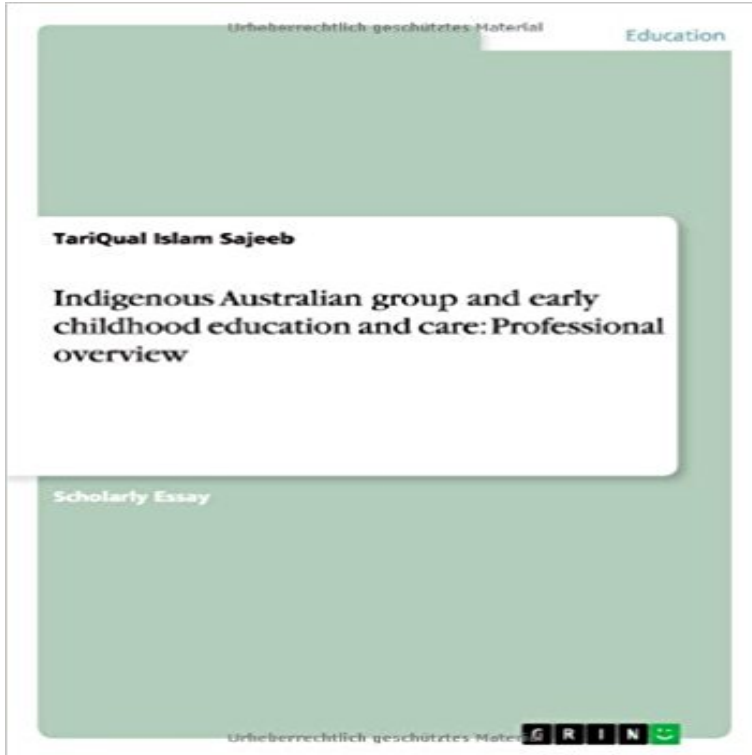 Urheberrechtlich geschütztes Material
Education
TariQual Islam Sajeeb
Indigenous Australian group and early
childhood education and care: Professional
overview
Scholarly Essay
Urheberrechtlich geschütztes
GRIN